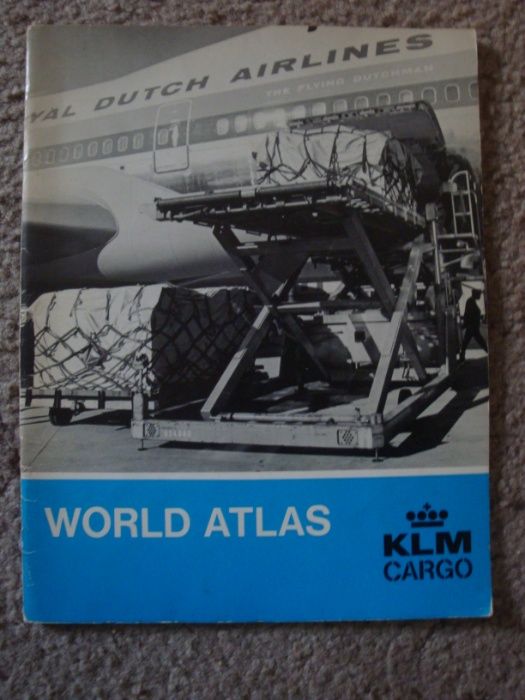 YAL DUTCH AIRLINES
THE FLYING DUTCHMAN
WORLD ATLAS
KLM
CARGO